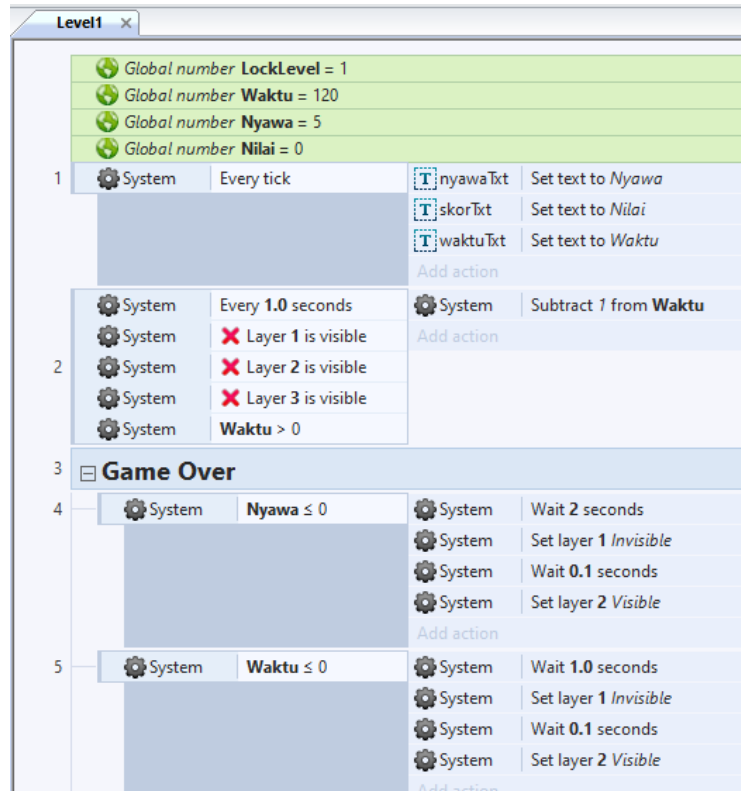 Level1 ×
Global number LockLevel = 1
Global number Waktu = 120
Global number Nyawa = 5
Global number Nilai = 0
1 System Every tick T nyawaTxt Set text to Nyawa
T skorTxt Set text to Nilai
T waktuTxt Set text to Waktu
Add action
System Every 1.0 seconds System Subtract 1 from Waktu
System Layer 1 is visible Add action
2 System Layer 2 is visible
System Layer 3 is visible
System Waktu > 0
3 Game Over
4 System Nyawa ≤ 0 System Wait 2 seconds
System Set layer 1 Invisible
System Wait 0.1 seconds
System Set layer 2 Visible
Add action
5 System Waktu ≤ 0 System Wait 1.0 seconds
System Set layer 1 Invisible
System Wait 0.1 seconds
System Set layer 2 Visible
Add action